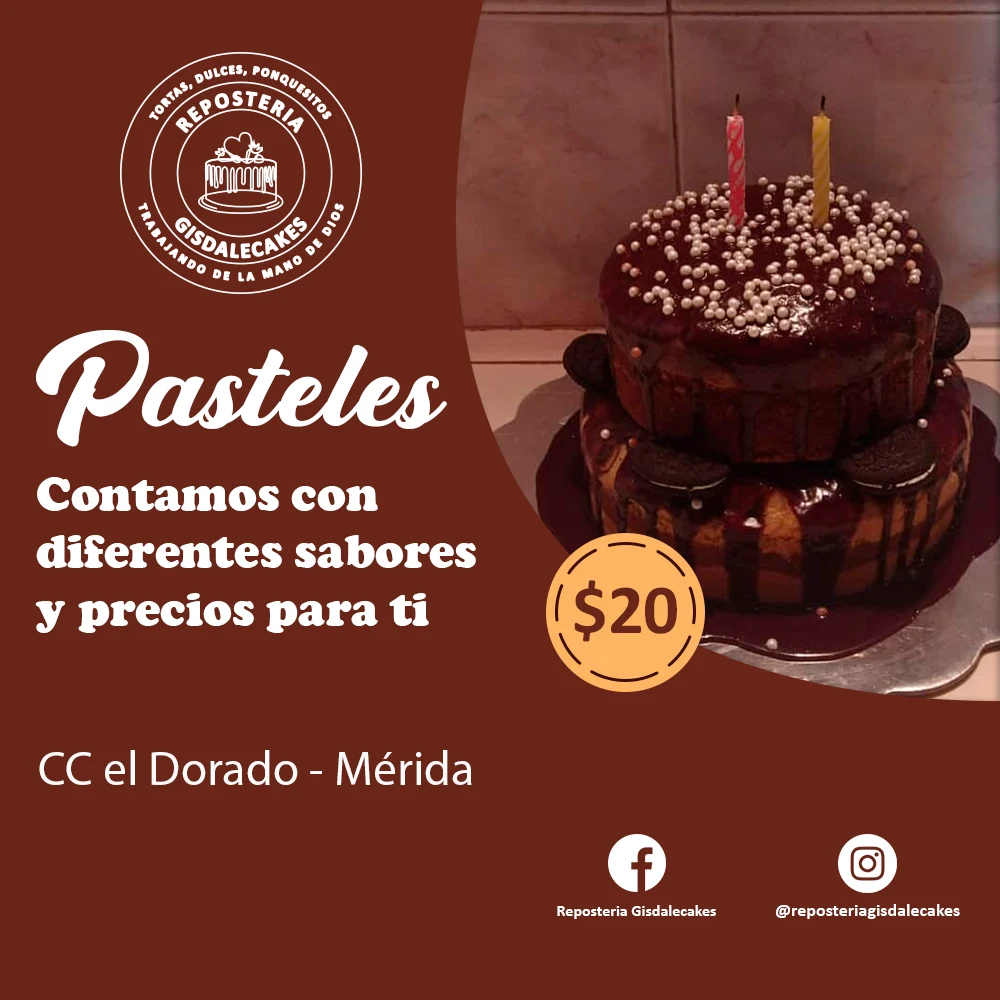 TORTAS, DULCES, PONQUESITOS
REPOSTERIA
GISDALECAKES
TRABAJANDO DE LA MANO DE DIOS
Pasteles
Contamos con
diferentes sabores
y precios para ti
$20
CC el Dorado - Mérida
Reposteria Gisdalecakes
@reposteriagisdalecakes